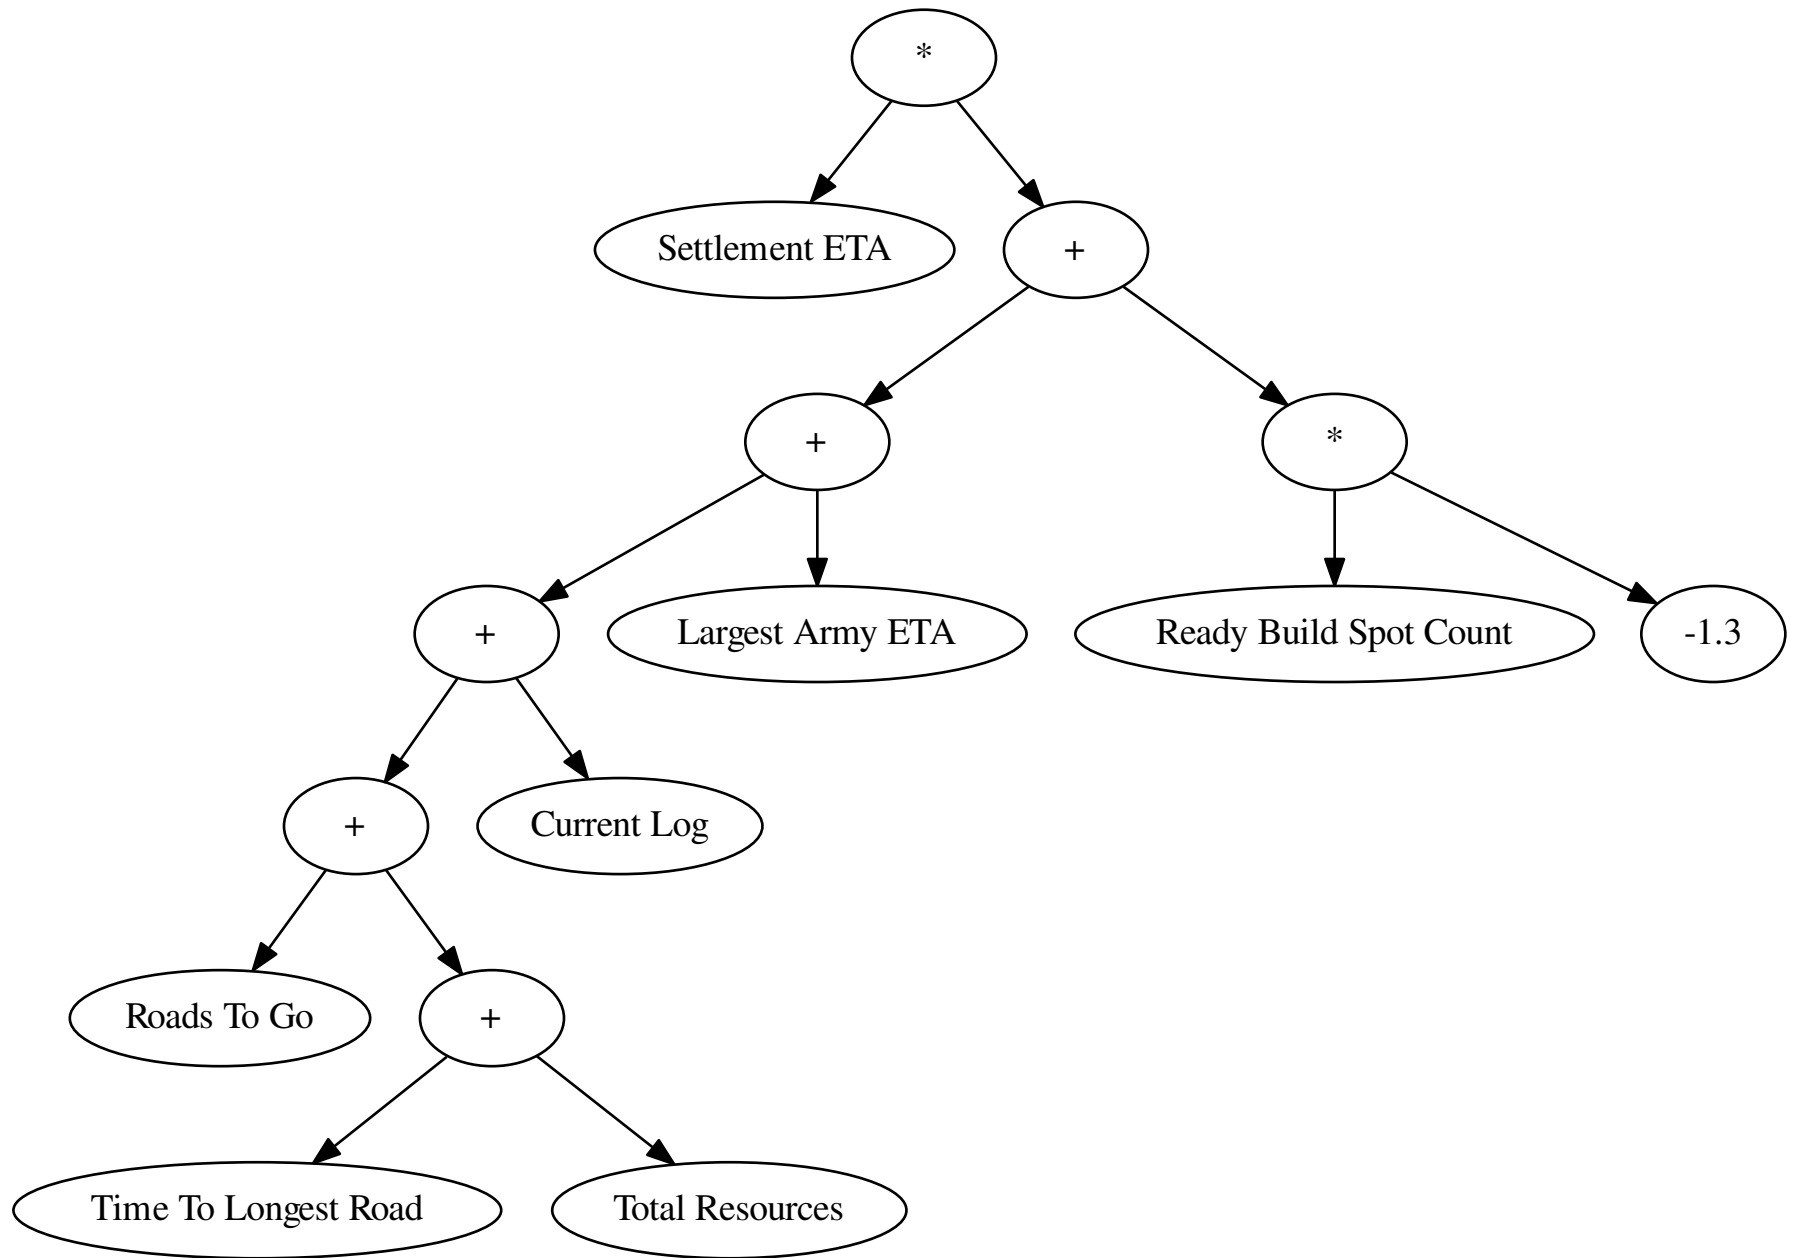 *
Settlement ETA
+
+
*
+
Largest Army ETA
Ready Build Spot Count
-1.3
+
Current Log
Roads To Go
+
Time To Longest Road
Total Resources